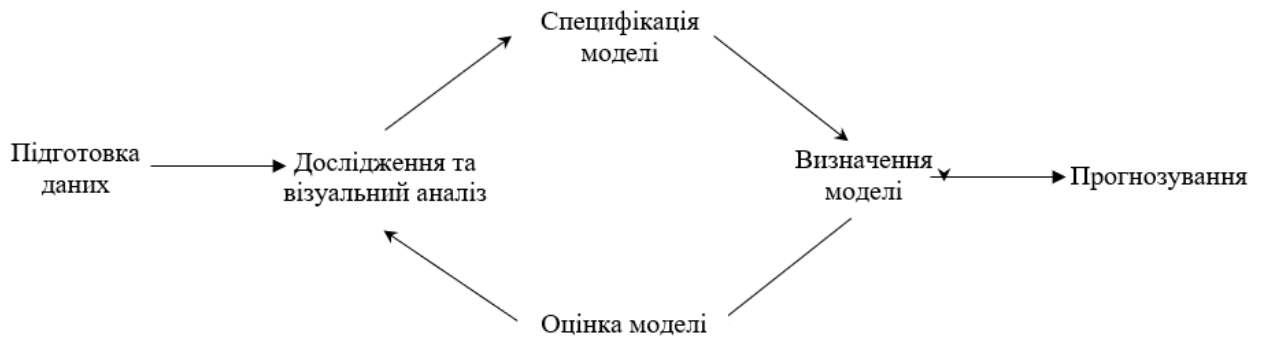 Специфікація
моделі
Підготовка
даних
Дослідження та
візуальний аналіз
Визначення
моделі
Прогнозування
Оцінка моделі